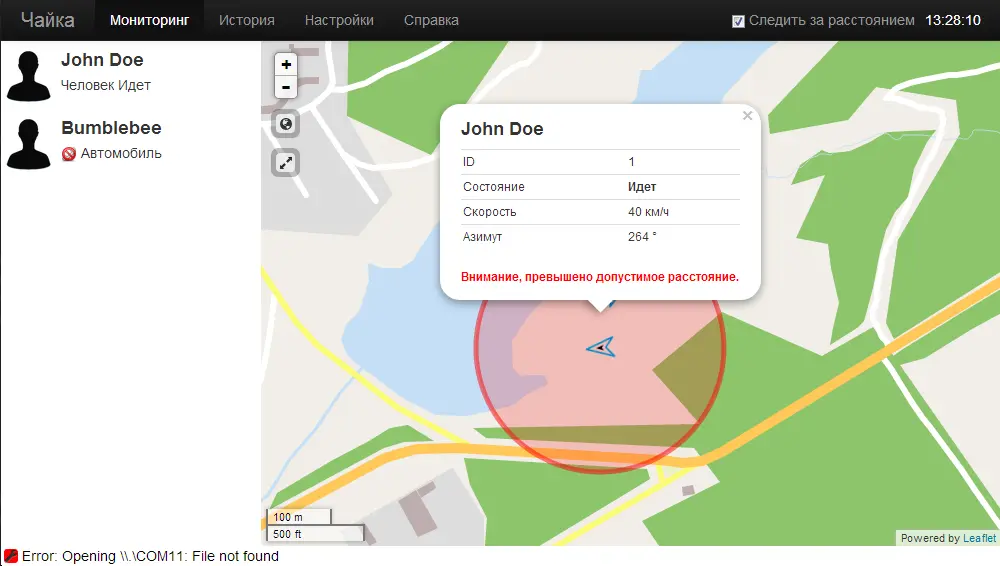 Чайка Мониторинг История Настройки Справка Следить за расстоянием 13:28:10
John Doe
Человек Идет
Bumblebee
Автомобиль
+
-
×
John Doe
ID 1
Состояние Идет
Скорость 40 км/ч
Азимут 264 °
Внимание, превышено допустимое расстояние.
100 m
500 ft
Powered by Leaflet
Error: Opening \\.\COM11: File not found